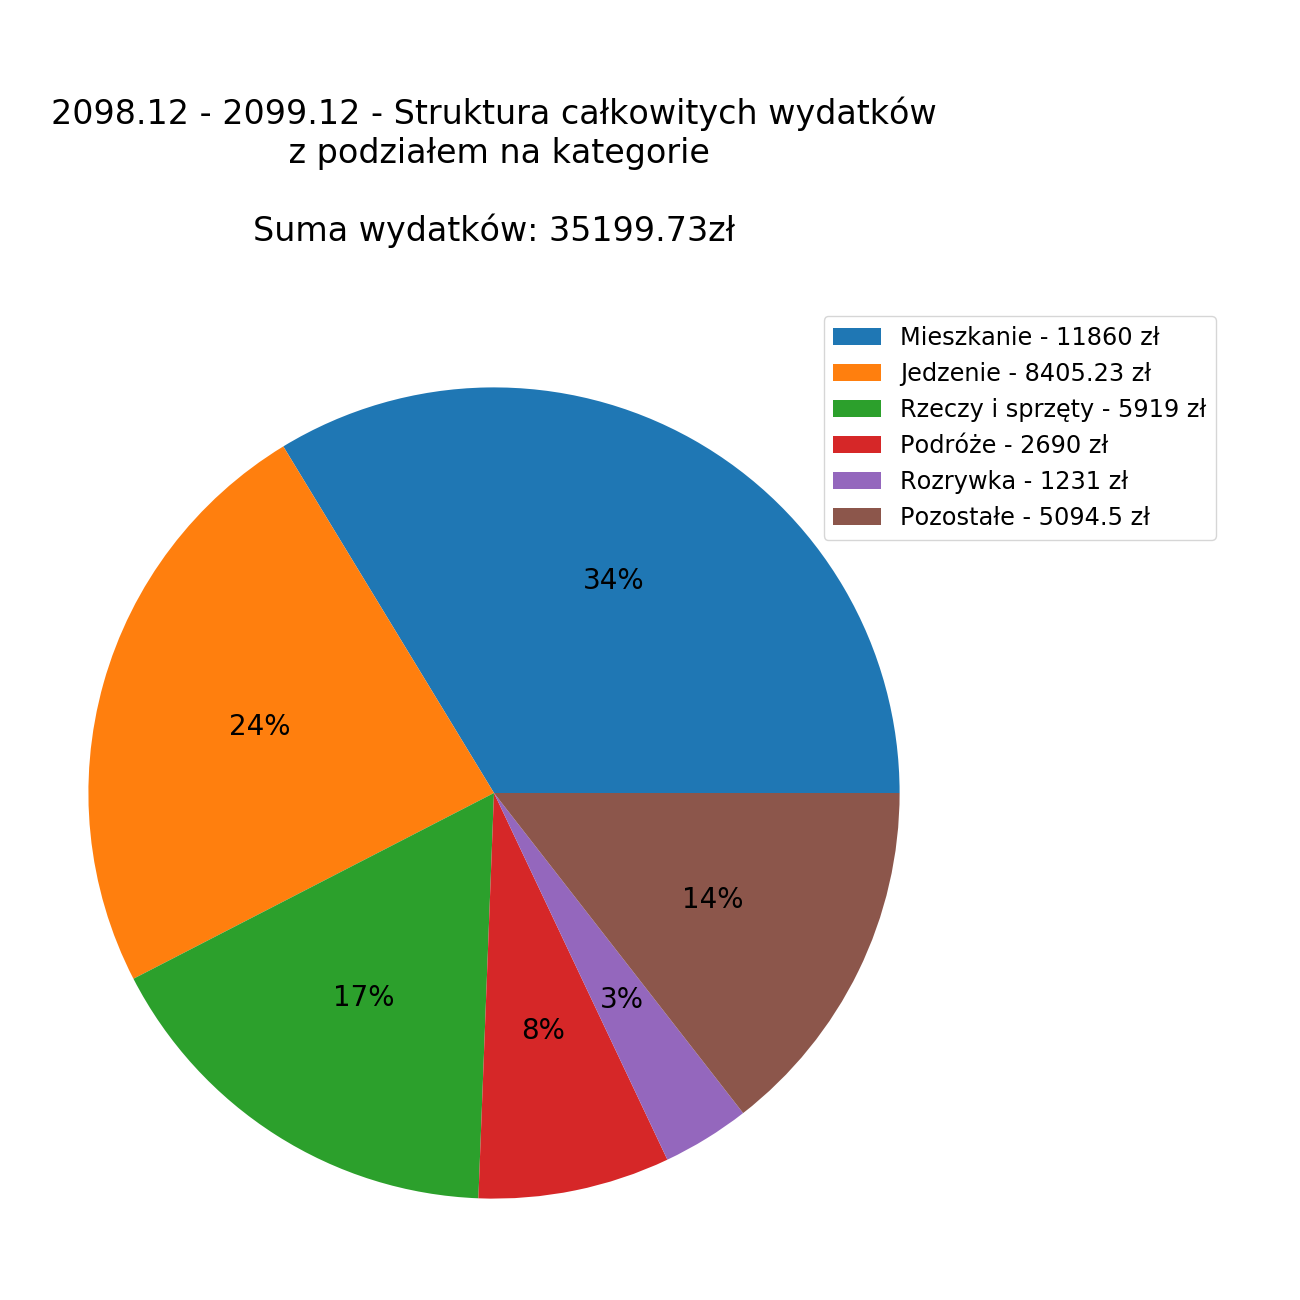 2098.12 - 2099.12 - Struktura całkowitych wydatków
z podziałem na kategorie
Suma wydatków: 35199.73zł
Mieszkanie - 11860 zł
Jedzenie - 8405.23 zł
Rzeczy i sprzęty - 5919 zł
Podróże - 2690 zł
Rozrywka - 1231 zł
Pozostałe - 5094.5 zł
34%
24%
14%
17%
3%
8%